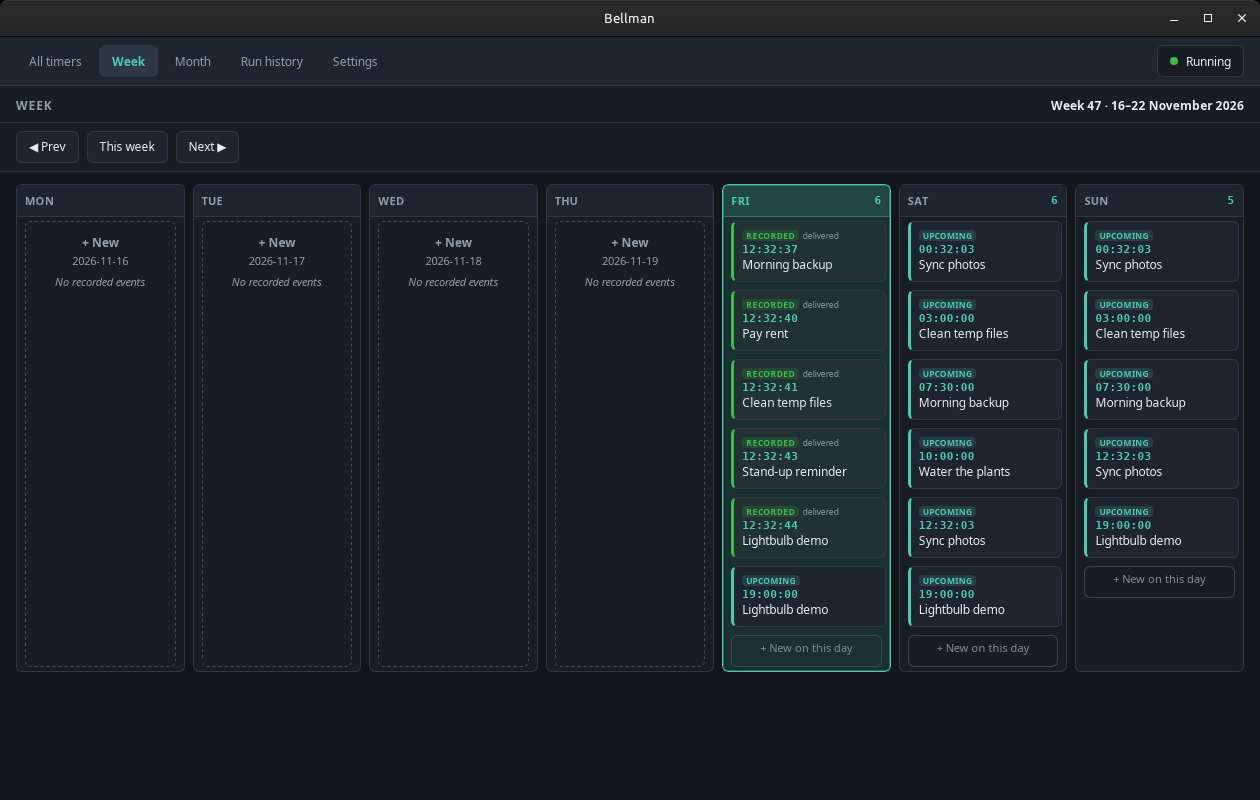 Bellman
All timers
Week
Month
Run history
Settings
Running
WEEK
Week 47 · 16–22 November 2026
◀ Prev
This week
Next ▶
MON
+ New
2026-11-16
No recorded events
TUE
+ New
2026-11-17
No recorded events
WED
+ New
2026-11-18
No recorded events
THU
+ New
2026-11-19
No recorded events
FRI 6
RECORDED delivered
12:32:37
Morning backup
RECORDED delivered
12:32:40
Pay rent
RECORDED delivered
12:32:41
Clean temp files
RECORDED delivered
12:32:43
Stand-up reminder
RECORDED delivered
12:32:44
Lightbulb demo
UPCOMING
19:00:00
Lightbulb demo
+ New on this day
SAT 6
UPCOMING
00:32:03
Sync photos
UPCOMING
03:00:00
Clean temp files
UPCOMING
07:30:00
Morning backup
UPCOMING
10:00:00
Water the plants
UPCOMING
12:32:03
Sync photos
UPCOMING
19:00:00
Lightbulb demo
+ New on this day
SUN 5
UPCOMING
00:32:03
Sync photos
UPCOMING
03:00:00
Clean temp files
UPCOMING
07:30:00
Morning backup
UPCOMING
12:32:03
Sync photos
UPCOMING
19:00:00
Lightbulb demo
+ New on this day